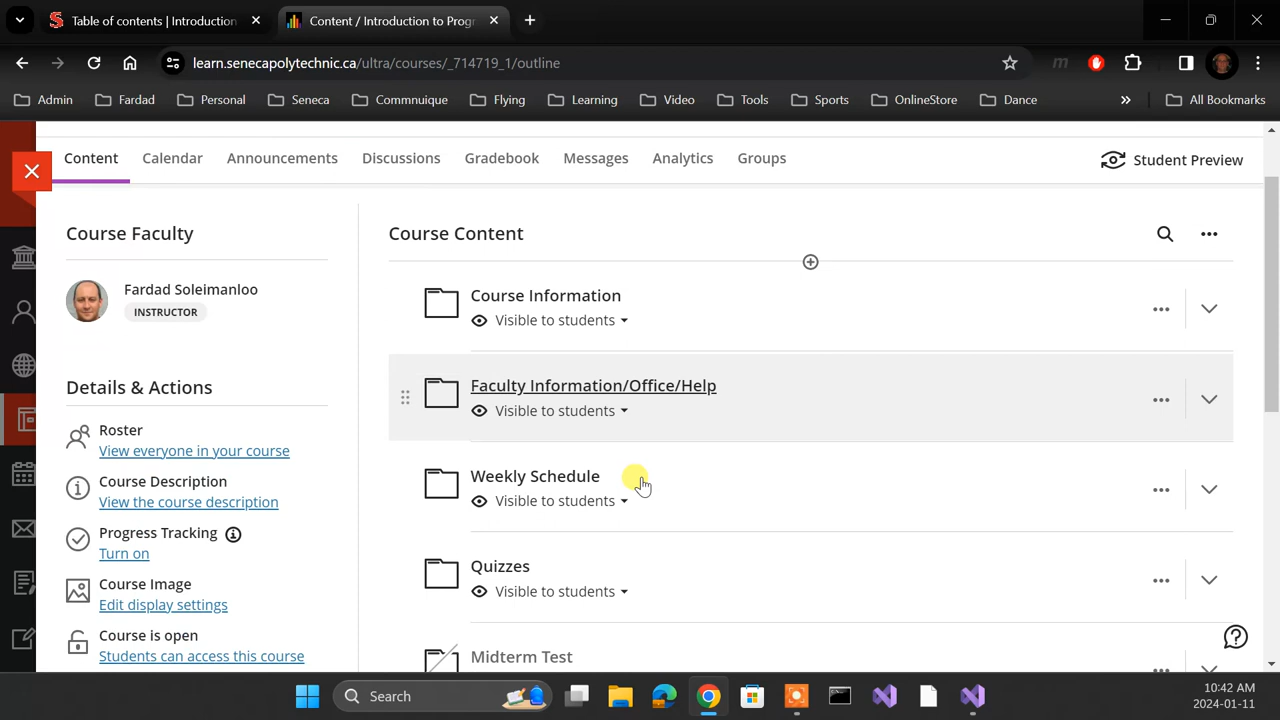 Table of contents | Introduction
Content / Introduction to Progr
learn.senecapolytechnic.ca/ultra/courses/_714719_1/outline
Admin
Fardad
Personal
Seneca
Commnuique
Flying
Learning
Video
Tools
Sports
OnlineStore
Dance
»
All Bookmarks
Content
Calendar
Announcements
Discussions
Gradebook
Messages
Analytics
Groups
Student Preview
Course Faculty
Fardad Soleimanloo
INSTRUCTOR
Details & Actions
Roster
View everyone in your course
Course Description
View the course description
Progress Tracking
Turn on
Course Image
Edit display settings
Course is open
Students can access this course
Course Content
Course Information
Visible to students
Faculty Information/Office/Help
Visible to students
Weekly Schedule
Visible to students
Quizzes
Visible to students
Midterm Test
Search
10:42 AM
2024-01-11